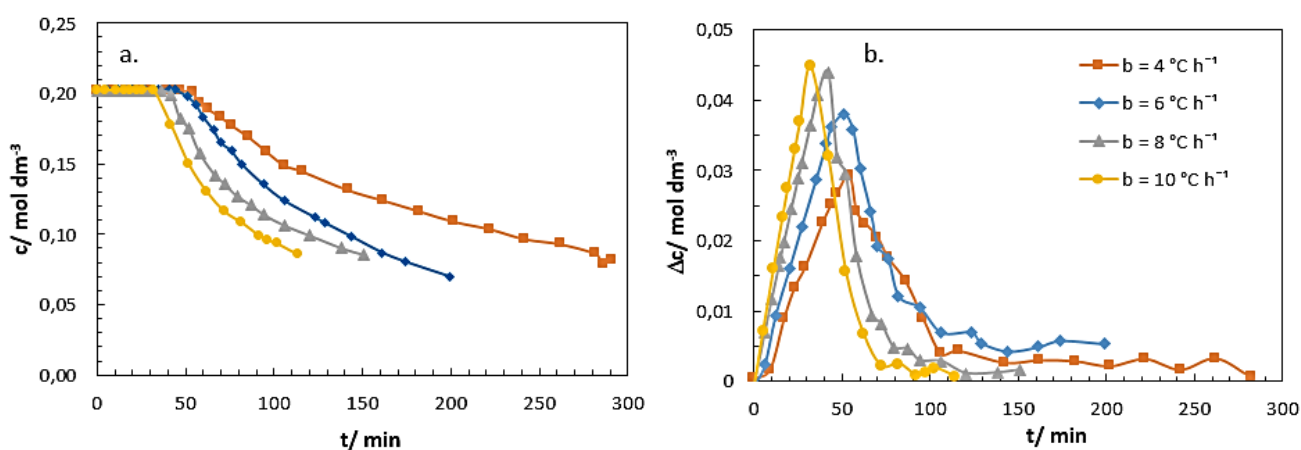 a.
0,25
0,20
0,15
0,10
0,05
0,00
c/ mol dm⁻³
0 50 100 150 200 250 300
t/ min
b.
0,05
0,04
0,03
0,02
0,01
0
Δc/ mol dm⁻³
b = 4 °C h⁻¹
b = 6 °C h⁻¹
b = 8 °C h⁻¹
b = 10 °C h⁻¹
0 50 100 150 200 250 300
t/ min